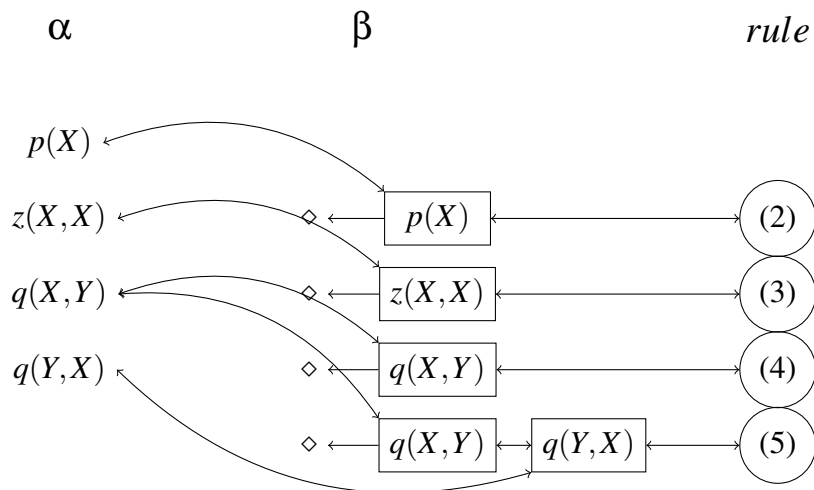 α β rule
p(X)
z(X,X) ⋄ p(X) (2)
q(X,Y) ⋄ z(X,X) (3)
q(Y,X) ⋄ q(X,Y) (4)
⋄ q(X,Y) q(Y,X) (5)